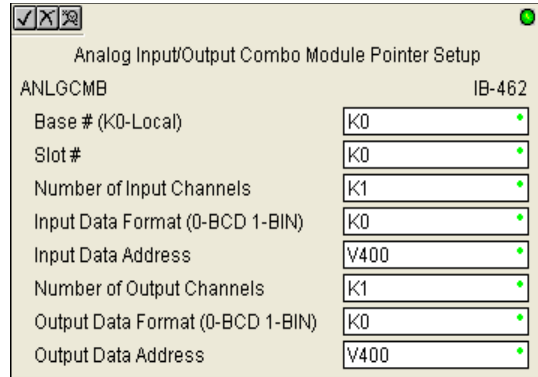 Analog Input/Output Combo Module Pointer Setup
ANLGCMB IB-462
Base # (K0-Local) K0
Slot # K0
Number of Input Channels K1
Input Data Format (0-BCD 1-BIN) K0
Input Data Address V400
Number of Output Channels K1
Output Data Format (0-BCD 1-BIN) K0
Output Data Address V400